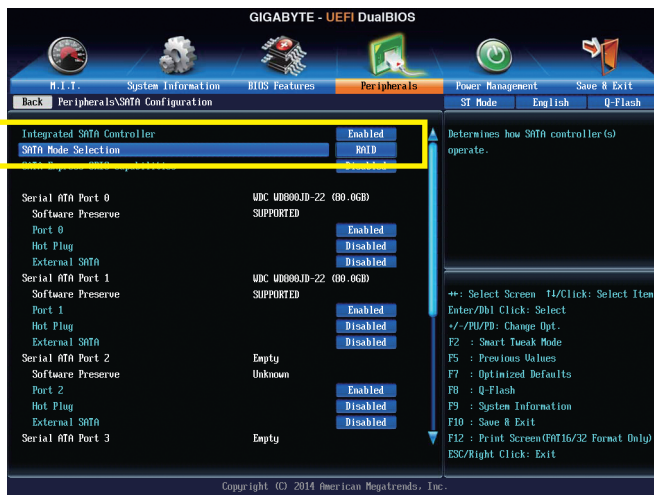 GIGABYTE - UEFI DualBIOS
M.I.T. System Information BIOS Features Peripherals Power Management Save & Exit
Back Peripherals\SATA Configuration ST Mode English Q-Flash
Integrated SATA Controller Enabled
SATA Mode Selection RAID
SATA Express SRIS Capabilities Disabled
Serial ATA Port 0 WDC WD800JD-22 (80.0GB)
Software Preserve SUPPORTED
Port 0 Enabled
Hot Plug Disabled
External SATA Disabled
Serial ATA Port 1 WDC WD800JD-22 (80.0GB)
Software Preserve SUPPORTED
Port 1 Enabled
Hot Plug Disabled
External SATA Disabled
Serial ATA Port 2 Empty
Software Preserve Unknown
Port 2 Enabled
Hot Plug Disabled
External SATA Disabled
Serial ATA Port 3 Empty
Determines how SATA controller(s)
operate.
↔: Select Screen ↑↓/Click: Select Item
Enter/Dbl Click: Select
+/-/PU/PD: Change Opt.
F2 : Smart Tweak Mode
F5 : Previous Values
F7 : Optimized Defaults
F8 : Q-Flash
F9 : System Information
F10 : Save & Exit
F12 : Print Screen(FAT16/32 Format Only)
ESC/Right Click: Exit
Copyright (C) 2014 American Megatrends, Inc.